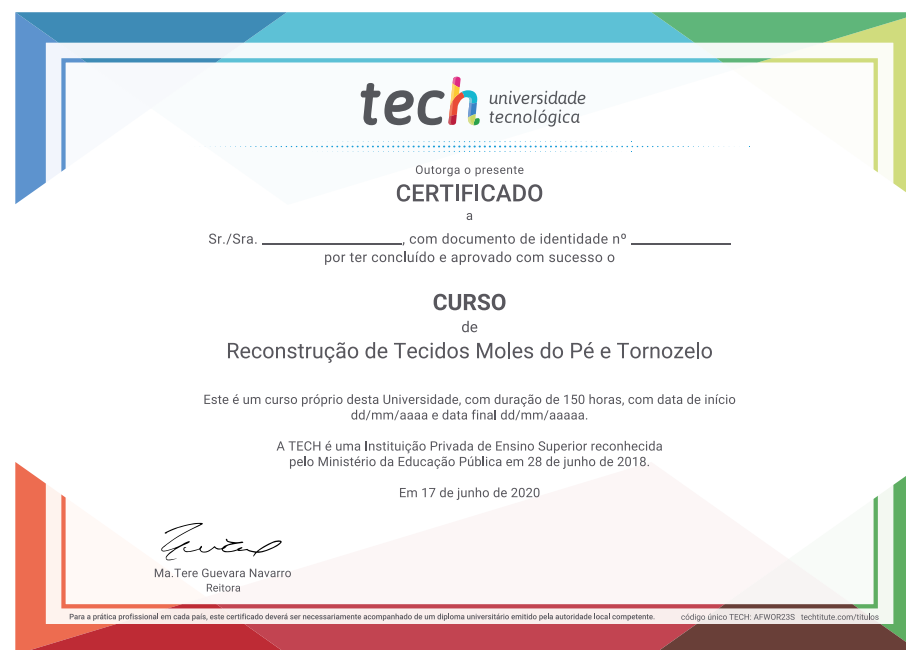 tech universidade
tecnológica
Outorga o presente
CERTIFICADO
a
Sr./Sra. ________________, com documento de identidade nº ____________
por ter concluído e aprovado com sucesso o
CURSO
de
Reconstrução de Tecidos Moles do Pé e Tornozelo
Este é um curso próprio desta Universidade, com duração de 150 horas, com data de início
dd/mm/aaaa e data final dd/mm/aaaaa.
A TECH é uma Instituição Privada de Ensino Superior reconhecida
pelo Ministério da Educação Pública em 28 de junho de 2018.
Em 17 de junho de 2020
Ma.Tere Guevara Navarro
Reitora
Para a prática profissional em cada país, este certificado deverá ser necessariamente acompanhado de um diploma universitário emitido pela autoridade local competente. código único TECH: AFWOR23S techtitute.com/titulos